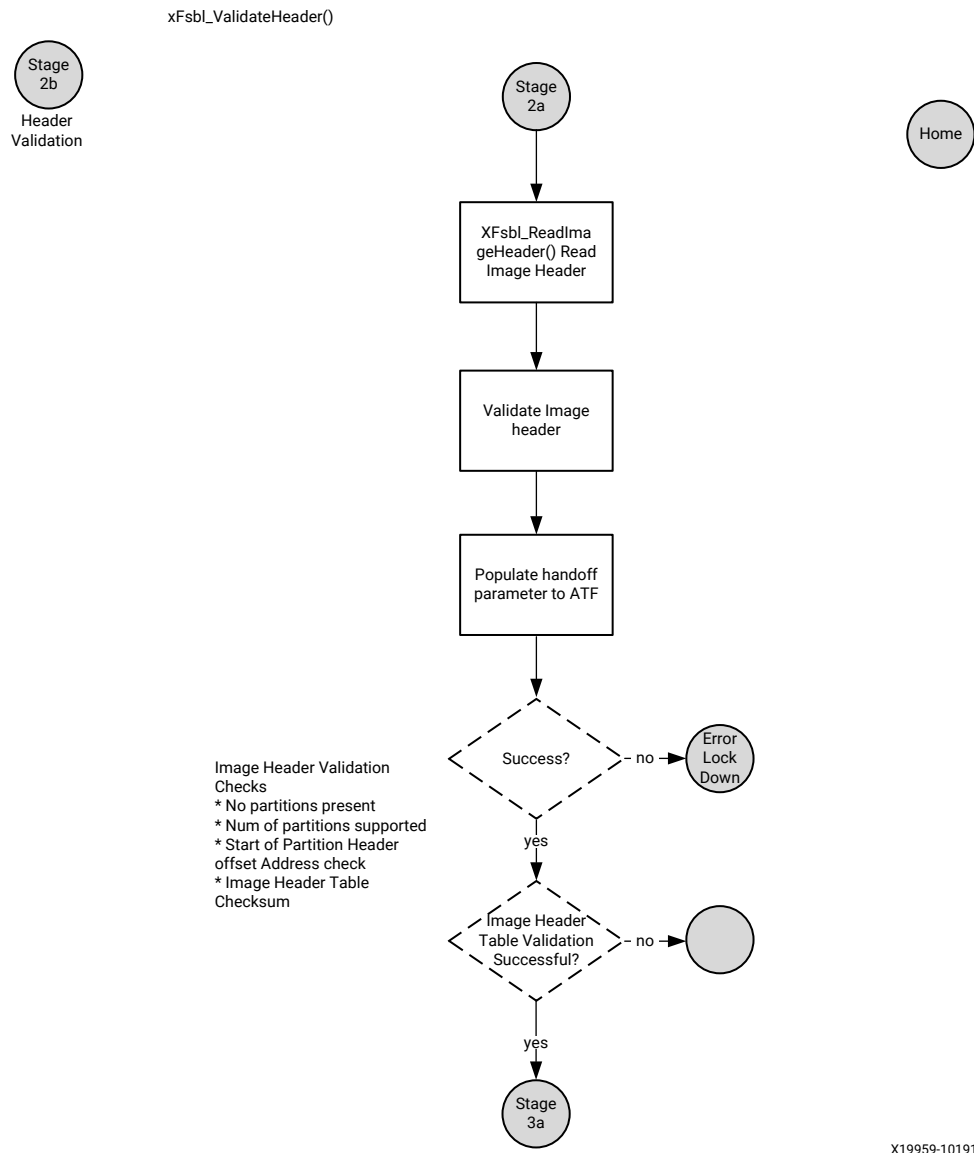 xFsbl_ValidateHeader()
Stage
2b
Header
Validation
Stage
2a
Home
XFsbl_ReadIma
geHeader() Read
Image Header
Validate Image
header
Populate handoff
parameter to ATF
Success?
no
Error
Lock
Down
yes
Image Header Validation
Checks
* No partitions present
* Num of partitions supported
* Start of Partition Header
offset Address check
* Image Header Table
Checksum
Image Header
Table Validation
Successful?
no
yes
Stage
3a
X19959-10191